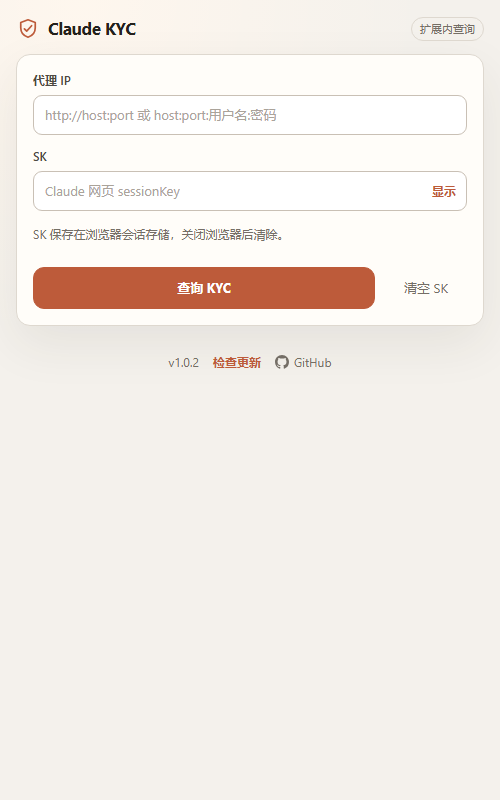 Claude KYC
扩展内查询
代理 IP
http://host:port 或 host:port:用户名:密码
SK
Claude 网页 sessionKey
显示
SK 保存在浏览器会话存储，关闭浏览器后清除。
查询 KYC
清空 SK
v1.0.2 检查更新 GitHub